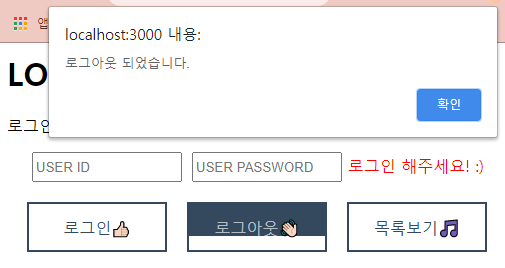 앱
localhost:3000 내용:
로그아웃 되었습니다.
확인
LO
로그인
USER ID
USER PASSWORD
로그인 해주세요! :)
로그인👍🏻
로그아웃👋🏻
목록보기🎵